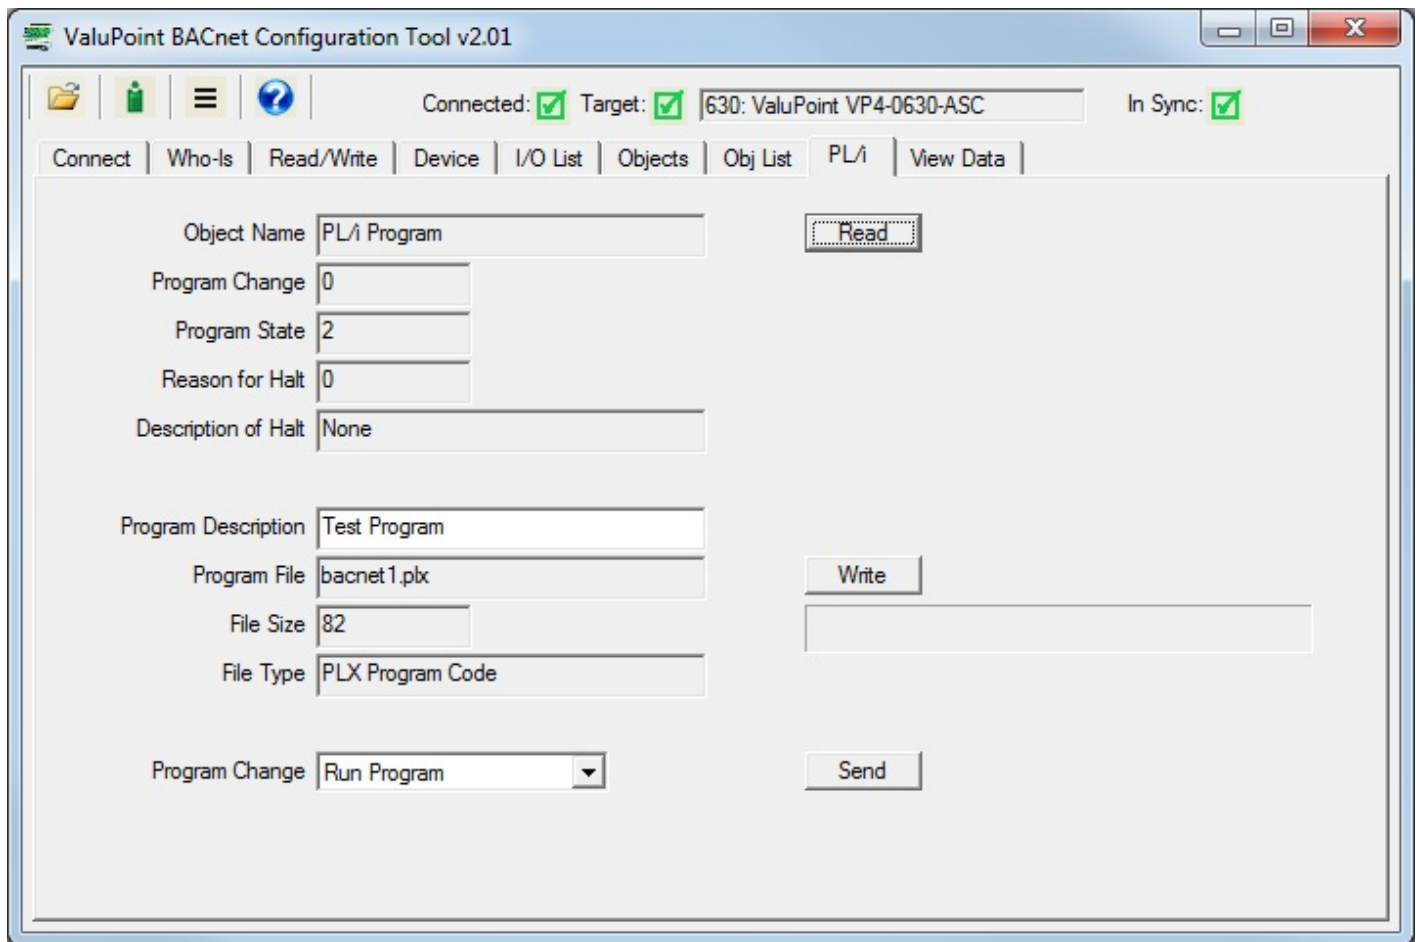 ValuPoint BACnet Configuration Tool v2.01
Connected: Target: 630: ValuPoint VP4-0630-ASC In Sync:
Connect Who-Is Read/Write Device I/O List Objects Obj List PL/i View Data
Object Name PL/i Program Read
Program Change 0
Program State 2
Reason for Halt 0
Description of Halt None
Program Description Test Program
Program File bacnet1.plx Write
File Size 82
File Type PLX Program Code
Program Change Run Program Send